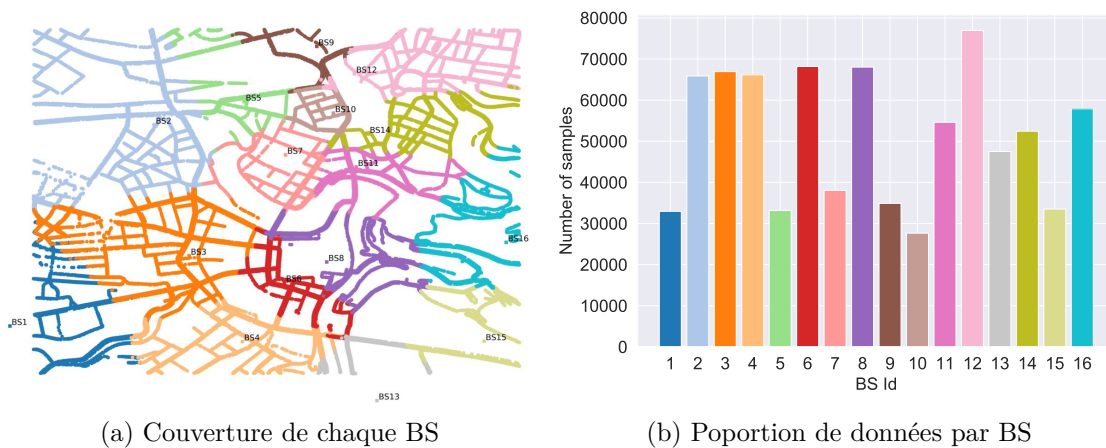 BS9
BS12
BS5
BS10
BS2
BS14
BS7
BS11
BS16
BS3
BS8
BS6
BS1
BS4
BS15
BS13
(a) Couverture de chaque BS
80000
70000
60000
50000
40000
30000
20000
10000
0
Number of samples
1 2 3 4 5 6 7 8 9 10 11 12 13 14 15 16
BS Id
(b) Poportion de données par BS